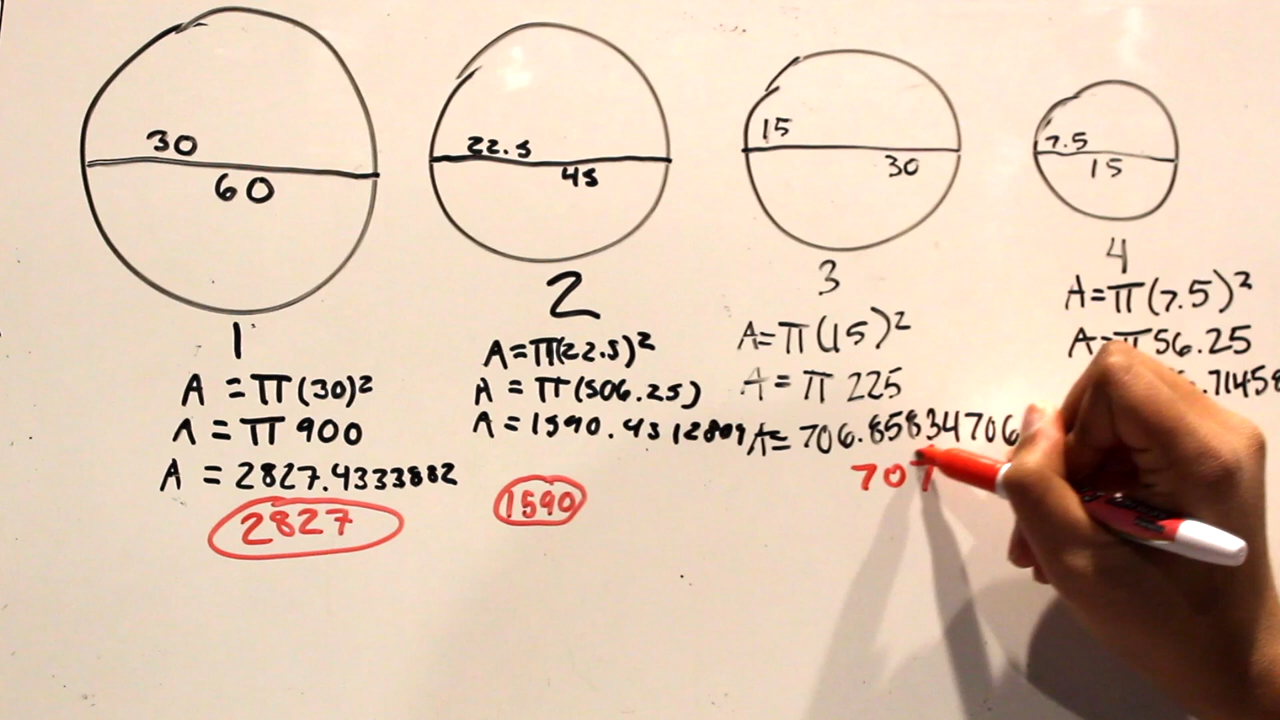 30
60
1
A = π(30)²
A = π 900
A = 2827.4333882
2827
22.5
45
2
A=π(22.5)²
A = π(506.25)
A = 1590.4312809
1590
15
30
3
A=π(15)²
A = π 225
A= 706.85834706
707
7.5
15
4
A=π(7.5)²
A=π56.25
.71458